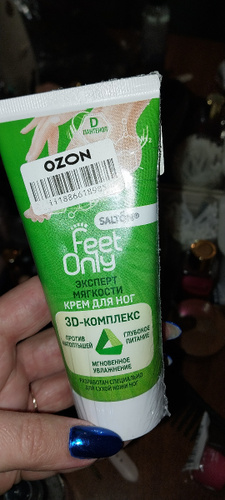 D
ПАНТЕНОЛ
OZON
SALTON®
Feet
Only
ЭКСПЕРТ
МЯГКОСТИ
КРЕМ ДЛЯ НОГ
3D-КОМПЛЕКС
ПРОТИВ
НАТОПТЫШЕЙ
ГЛУБОКОЕ
ПИТАНИЕ
МГНОВЕННОЕ
УВЛАЖНЕНИЕ
РАЗРАБОТАН СПЕЦИАЛЬНО
ДЛЯ СУХОЙ КОЖИ НОГ